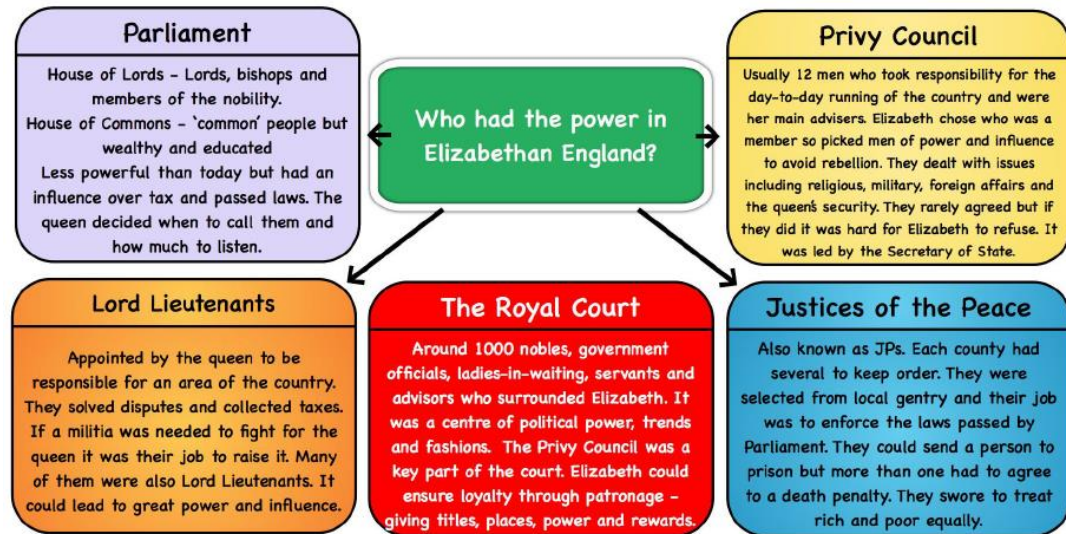 Parliament
House of Lords – Lords, bishops and
members of the nobility.
House of Commons – ‘common’ people but
wealthy and educated
Less powerful than today but had an
influence over tax and passed laws. The
queen decided when to call them and
how much to listen.
Who had the power in
Elizabethan England?
Privy Council
Usually 12 men who took responsibility for the
day-to-day running of the country and were
her main advisers. Elizabeth chose who was a
member so picked men of power and influence
to avoid rebellion. They dealt with issues
including religious, military, foreign affairs and
the queen's security. They rarely agreed but if
they did it was hard for Elizabeth to refuse. It
was led by the Secretary of State.
Lord Lieutenants
Appointed by the queen to be
responsible for an area of the country.
They solved disputes and collected taxes.
If a militia was needed to fight for the
queen it was their job to raise it. Many
of them were also Lord Lieutenants. It
could lead to great power and influence.
The Royal Court
Around 1000 nobles, government
officials, ladies-in-waiting, servants and
advisors who surrounded Elizabeth. It
was a centre of political power, trends
and fashions. The Privy Council was a
key part of the court. Elizabeth could
ensure loyalty through patronage –
giving titles, places, power and rewards.
Justices of the Peace
Also known as JPs. Each county had
several to keep order. They were
selected from local gentry and their job
was to enforce the laws passed by
Parliament. They could send a person to
prison but more than one had to agree
to a death penalty. They swore to treat
rich and poor equally.